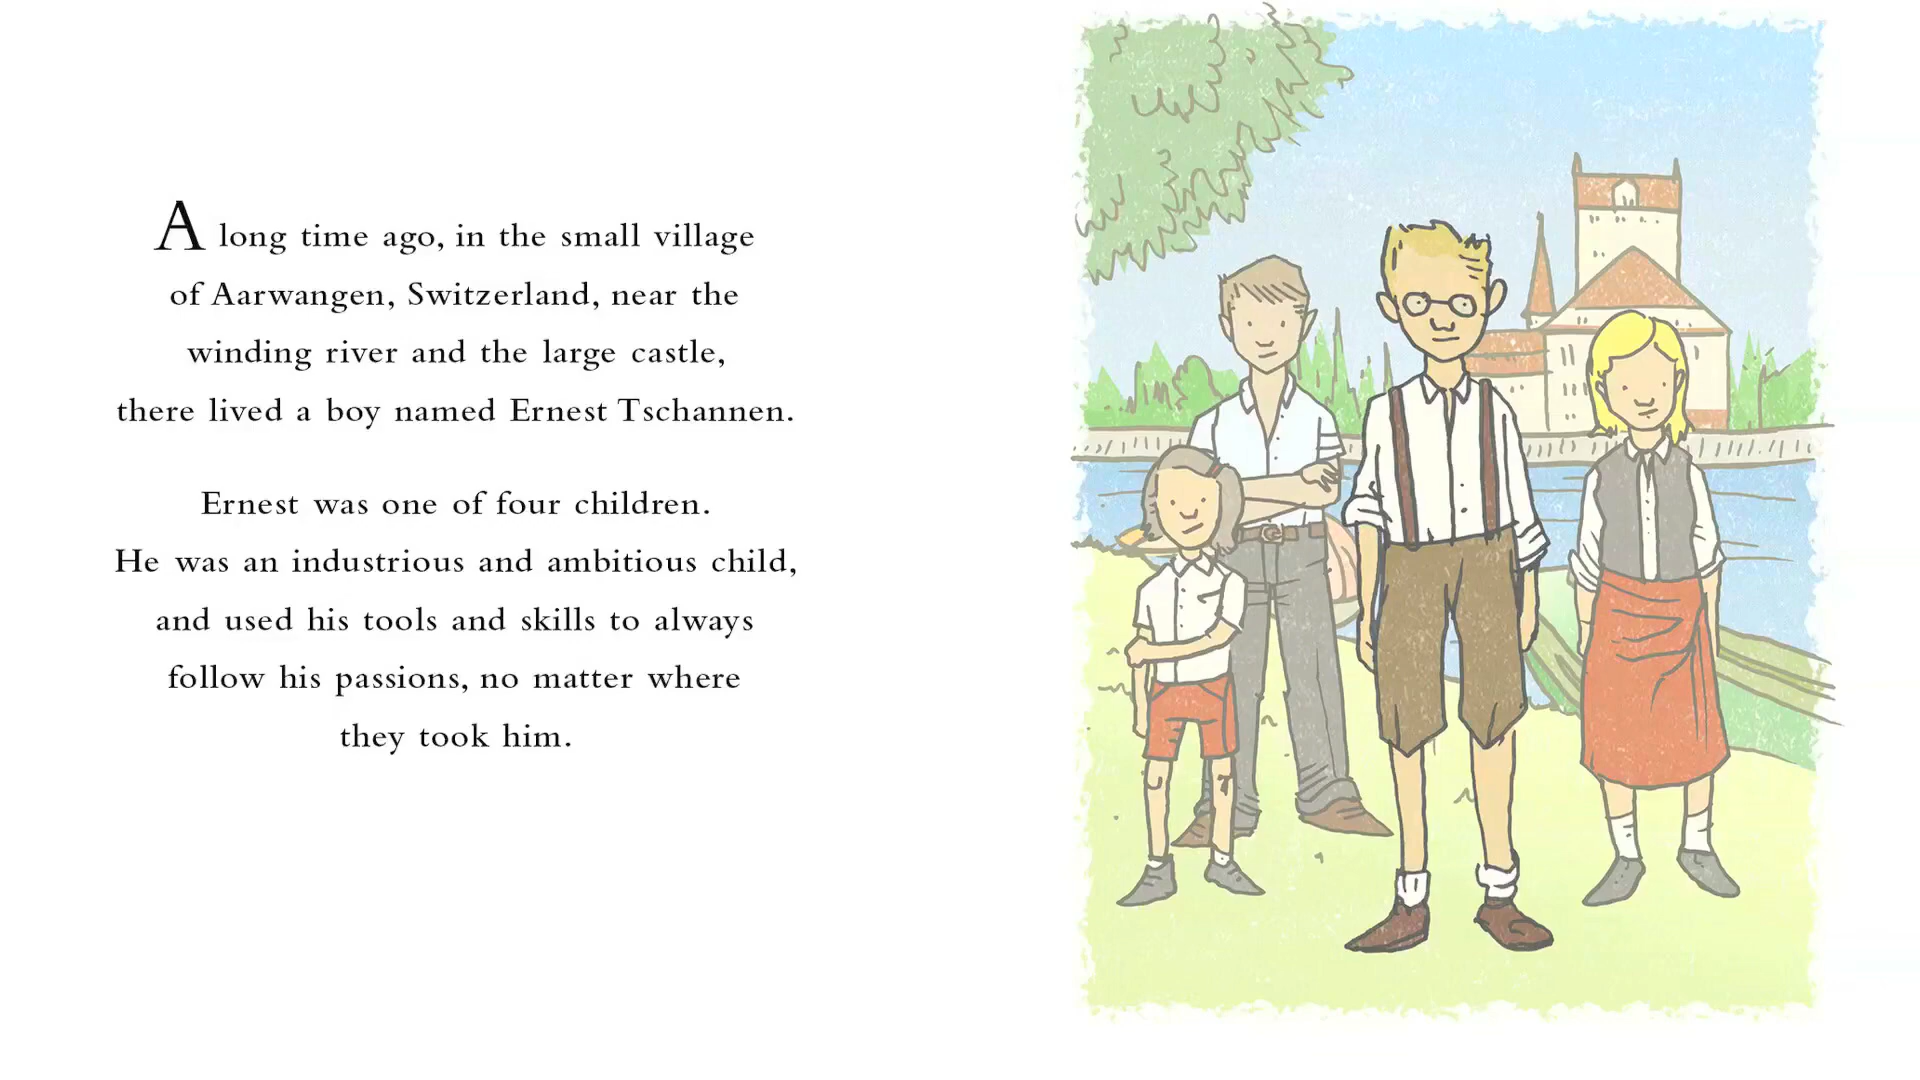 A long time ago, in the small village
of Aarwangen, Switzerland, near the
winding river and the large castle,
there lived a boy named Ernest Tschannen.
Ernest was one of four children.
He was an industrious and ambitious child,
and used his tools and skills to always
follow his passions, no matter where
they took him.